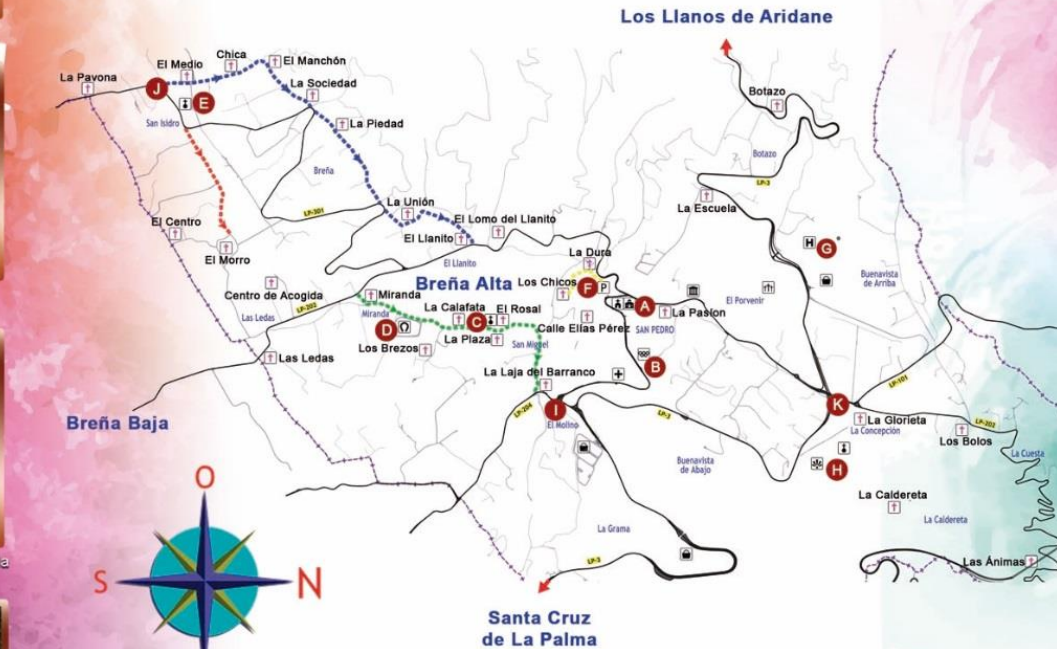 Los Llanos de Aridane
La Pavona
El Medio
Chica
El Manchón
La Sociedad
J
E
San Isidro
La Piedad
Breña
LP-301
Botazo
Botazo
LP-3
La Escuela
La Unión
El Lomo del Llanito
El Llanito
El Llanito
El Centro
El Morro
La Dura
H
G
Buenavista
de Arriba
Centro de Acogida
Breña Alta
Los Chicos
F
P
A
La Pasión
El Porvenir
Miranda
Miranda
Las Ledas
LP-202
La Calafata
C
El Rosal
Calle Elías Pérez
SAN PEDRO
D
Los Brezos
La Plaza
San Miguel
Las Ledas
La Laja del Barranco
B
LP-101
Breña Baja
LP-204
I
El Molino
LP-3
K
La Glorieta
La Concepción
LP-202
Los Bolos
La Cuesta
Buenavista
de Abajo
H
La Caldereta
La Caldereta
La Grama
LP-3
Las Ánimas
O
S
N
Santa Cruz
de La Palma
a